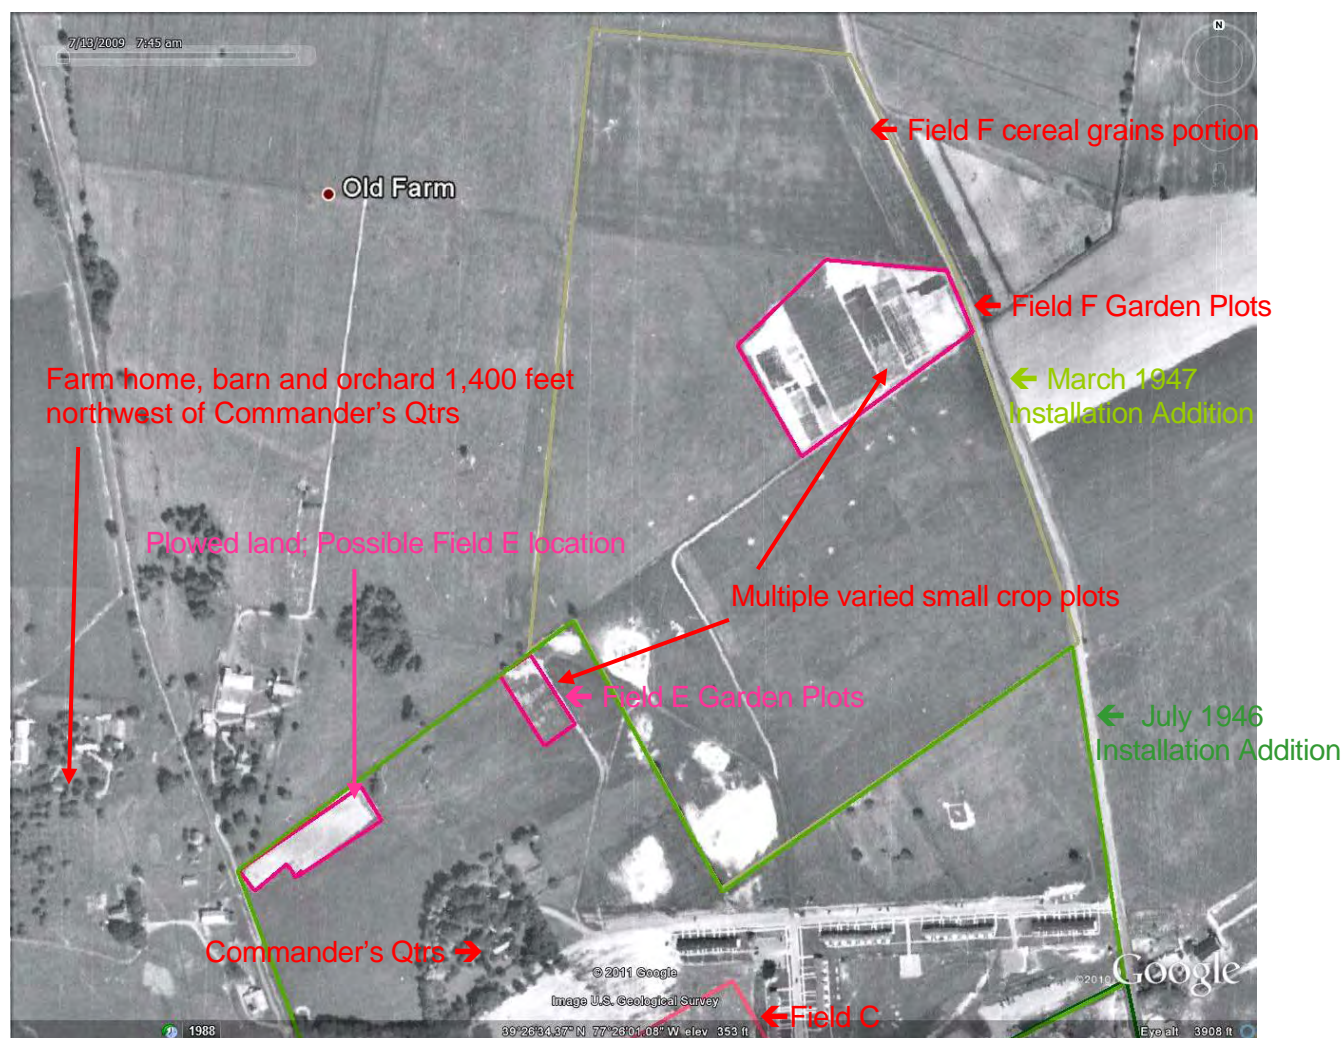 7/13/2009 7:45 am
N
← Field F cereal grains portion
Old Farm
← Field F Garden Plots
Farm home, barn and orchard 1,400 feet
northwest of Commander's Qtrs
← March 1947
Installation Addition
Plowed land; Possible Field E location
Multiple varied small crop plots
← Field E Garden Plots
← July 1946
Installation Addition
Commander's Qtrs →
© 2011 Google
©2010 Google
Image U.S. Geological Survey
←Field C
1988
39°26'34.37" N 77°26'01.08" W elev 353 ft
Eye alt 3908 ft